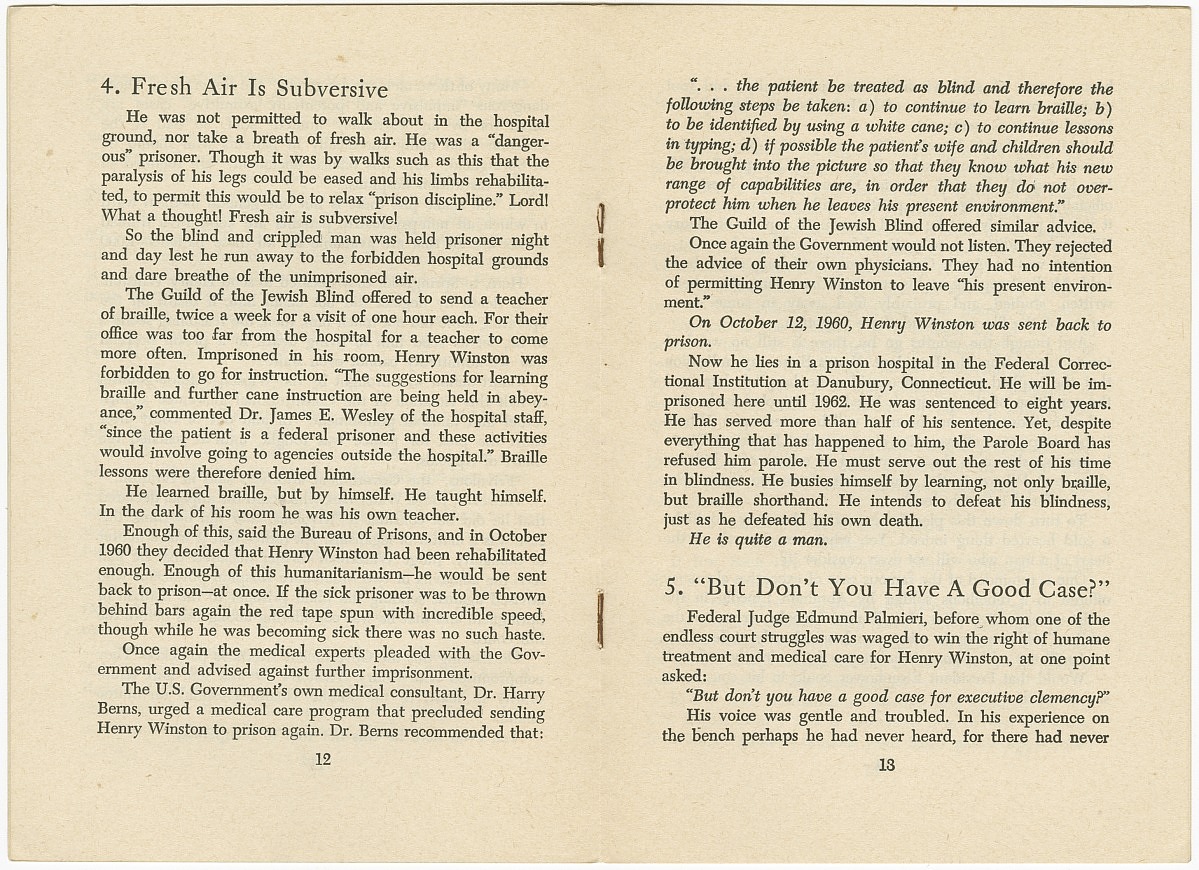 4. Fresh Air Is Subversive
He was not permitted to walk about in the hospital
ground, nor take a breath of fresh air. He was a “danger-
ous” prisoner. Though it was by walks such as this that the
paralysis of his legs could be eased and his limbs rehabilita-
ted, to permit this would be to relax “prison discipline.” Lord!
What a thought! Fresh air is subversive!
So the blind and crippled man was held prisoner night
and day lest he run away to the forbidden hospital grounds
and dare breathe of the unimprisoned air.
The Guild of the Jewish Blind offered to send a teacher
of braille, twice a week for a visit of one hour each. For their
office was too far from the hospital for a teacher to come
more often. Imprisoned in his room, Henry Winston was
forbidden to go for instruction. “The suggestions for learning
braille and further cane instruction are being held in abey-
ance,” commented Dr. James E. Wesley of the hospital staff,
“since the patient is a federal prisoner and these activities
would involve going to agencies outside the hospital.” Braille
lessons were therefore denied him.
He learned braille, but by himself. He taught himself.
In the dark of his room he was his own teacher.
Enough of this, said the Bureau of Prisons, and in October
1960 they decided that Henry Winston had been rehabilitated
enough. Enough of this humanitarianism—he would be sent
back to prison—at once. If the sick prisoner was to be thrown
behind bars again the red tape spun with incredible speed,
though while he was becoming sick there was no such haste.
Once again the medical experts pleaded with the Gov-
ernment and advised against further imprisonment.
The U.S. Government’s own medical consultant, Dr. Harry
Berns, urged a medical care program that precluded sending
Henry Winston to prison again. Dr. Berns recommended that:
12
“. . . the patient be treated as blind and therefore the
following steps be taken: a) to continue to learn braille; b)
to be identified by using a white cane; c) to continue lessons
in typing; d) if possible the patient’s wife and children should
be brought into the picture so that they know what his new
range of capabilities are, in order that they do not over-
protect him when he leaves his present environment.”
The Guild of the Jewish Blind offered similar advice.
Once again the Government would not listen. They rejected
the advice of their own physicians. They had no intention
of permitting Henry Winston to leave “his present environ-
ment.”
On October 12, 1960, Henry Winston was sent back to
prison.
Now he lies in a prison hospital in the Federal Correc-
tional Institution at Danubury, Connecticut. He will be im-
prisoned here until 1962. He was sentenced to eight years.
He has served more than half of his sentence. Yet, despite
everything that has happened to him, the Parole Board has
refused him parole. He must serve out the rest of his time
in blindness. He busies himself by learning, not only braille,
but braille shorthand. He intends to defeat his blindness,
just as he defeated his own death.
He is quite a man.
5. “But Don’t You Have A Good Case?”
Federal Judge Edmund Palmieri, before whom one of the
endless court struggles was waged to win the right of humane
treatment and medical care for Henry Winston, at one point
asked:
“But don’t you have a good case for executive clemency?”
His voice was gentle and troubled. In his experience on
the bench perhaps he had never heard, for there had never
13